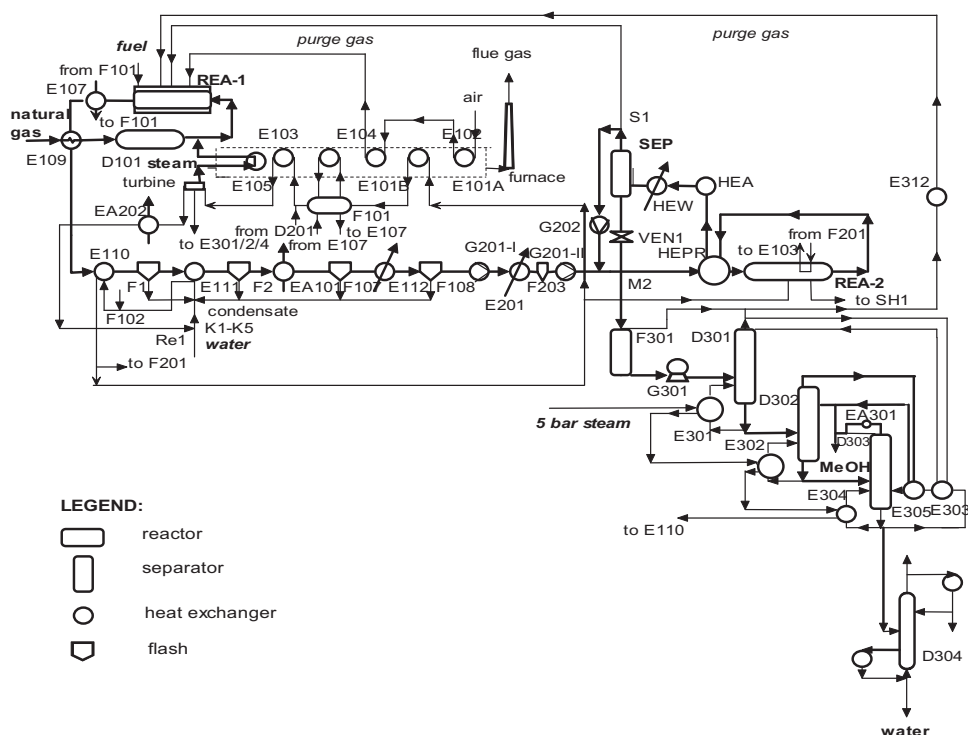 fuel
purge gas
purge gas
flue gas
from F101
REA-1
E107
air
S1
natural
gas
to F101
E103
E104
E102
SEP
D101
E109
steam
HEA
E312
turbine
E105
E101B
E101A
furnace
EA202
F101
HEW
from
D201
from
E107
to E107
G202
VEN1
to E301/2/4
HEPR
to E103
from F201
E110
G201-I
G201-II
F1
E111
F2
EA101
F107
E112
F108
E201
F203
M2
REA-2
to SH1
F102
condensate
K1-K5
Re1
water
F301
D301
to F201
G301
D302
EA301
5 bar steam
E301
E302
D303
MeOH
E304
E305
E303
to E110
LEGEND:
reactor
separator
heat exchanger
flash
D304
water